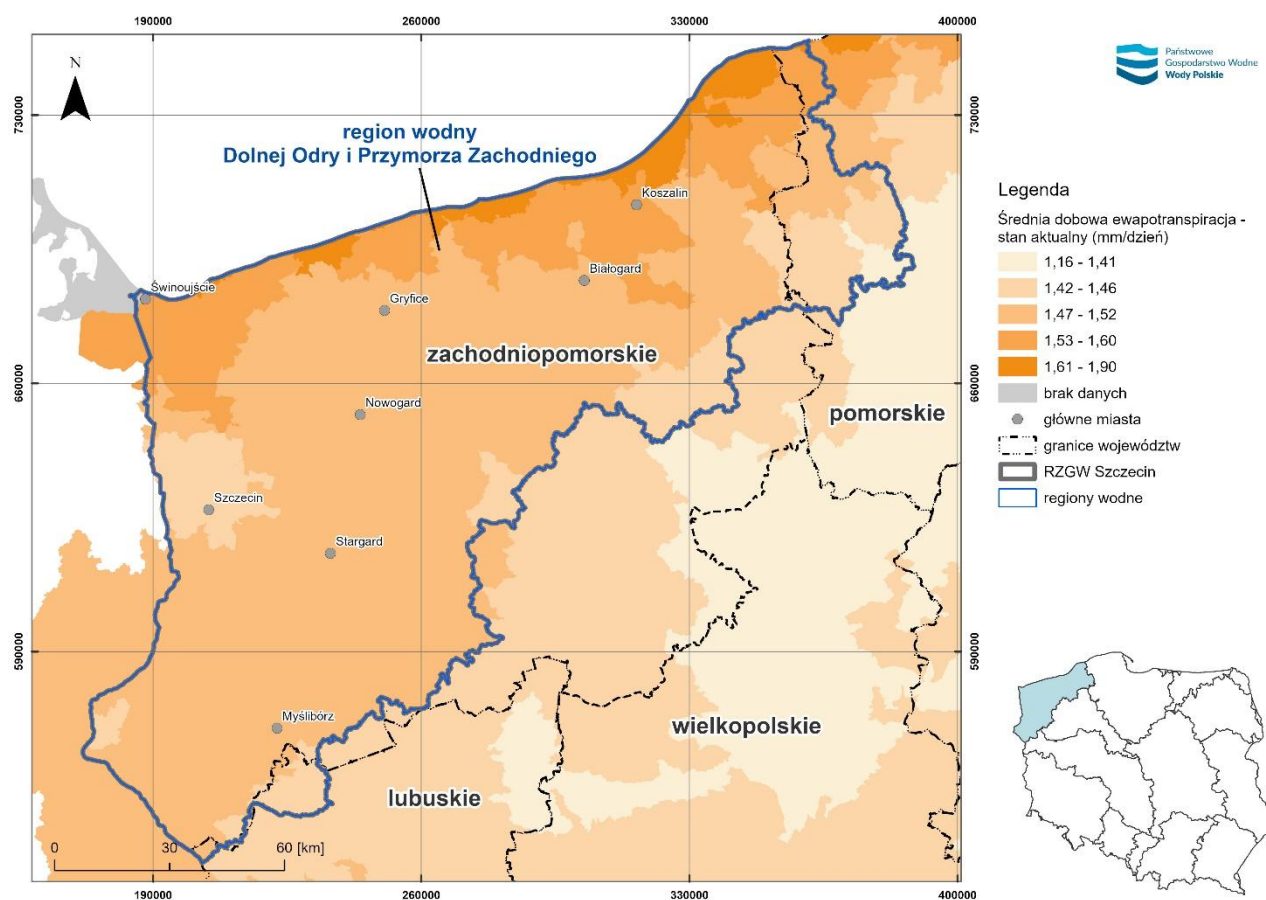 190000
260000
330000
400000
N
730000
730000
region wodny
Dolnej Odry i Przymorza Zachodniego
Koszalin
Białogard
Świnoujście
Gryfice
zachodniopomorskie
660000
660000
Nowogard
pomorskie
Szczecin
Stargard
590000
590000
Myślibórz
wielkopolskie
lubuskie
0
30
60 [km]
190000
260000
330000
400000
Państwowe
Gospodarstwo Wodne
Wody Polskie
Legenda
Średnia dobowa ewapotranspiracja -
stan aktualny (mm/dzień)
1,16 - 1,41
1,42 - 1,46
1,47 - 1,52
1,53 - 1,60
1,61 - 1,90
brak danych
główne miasta
granice województw
RZGW Szczecin
regiony wodne